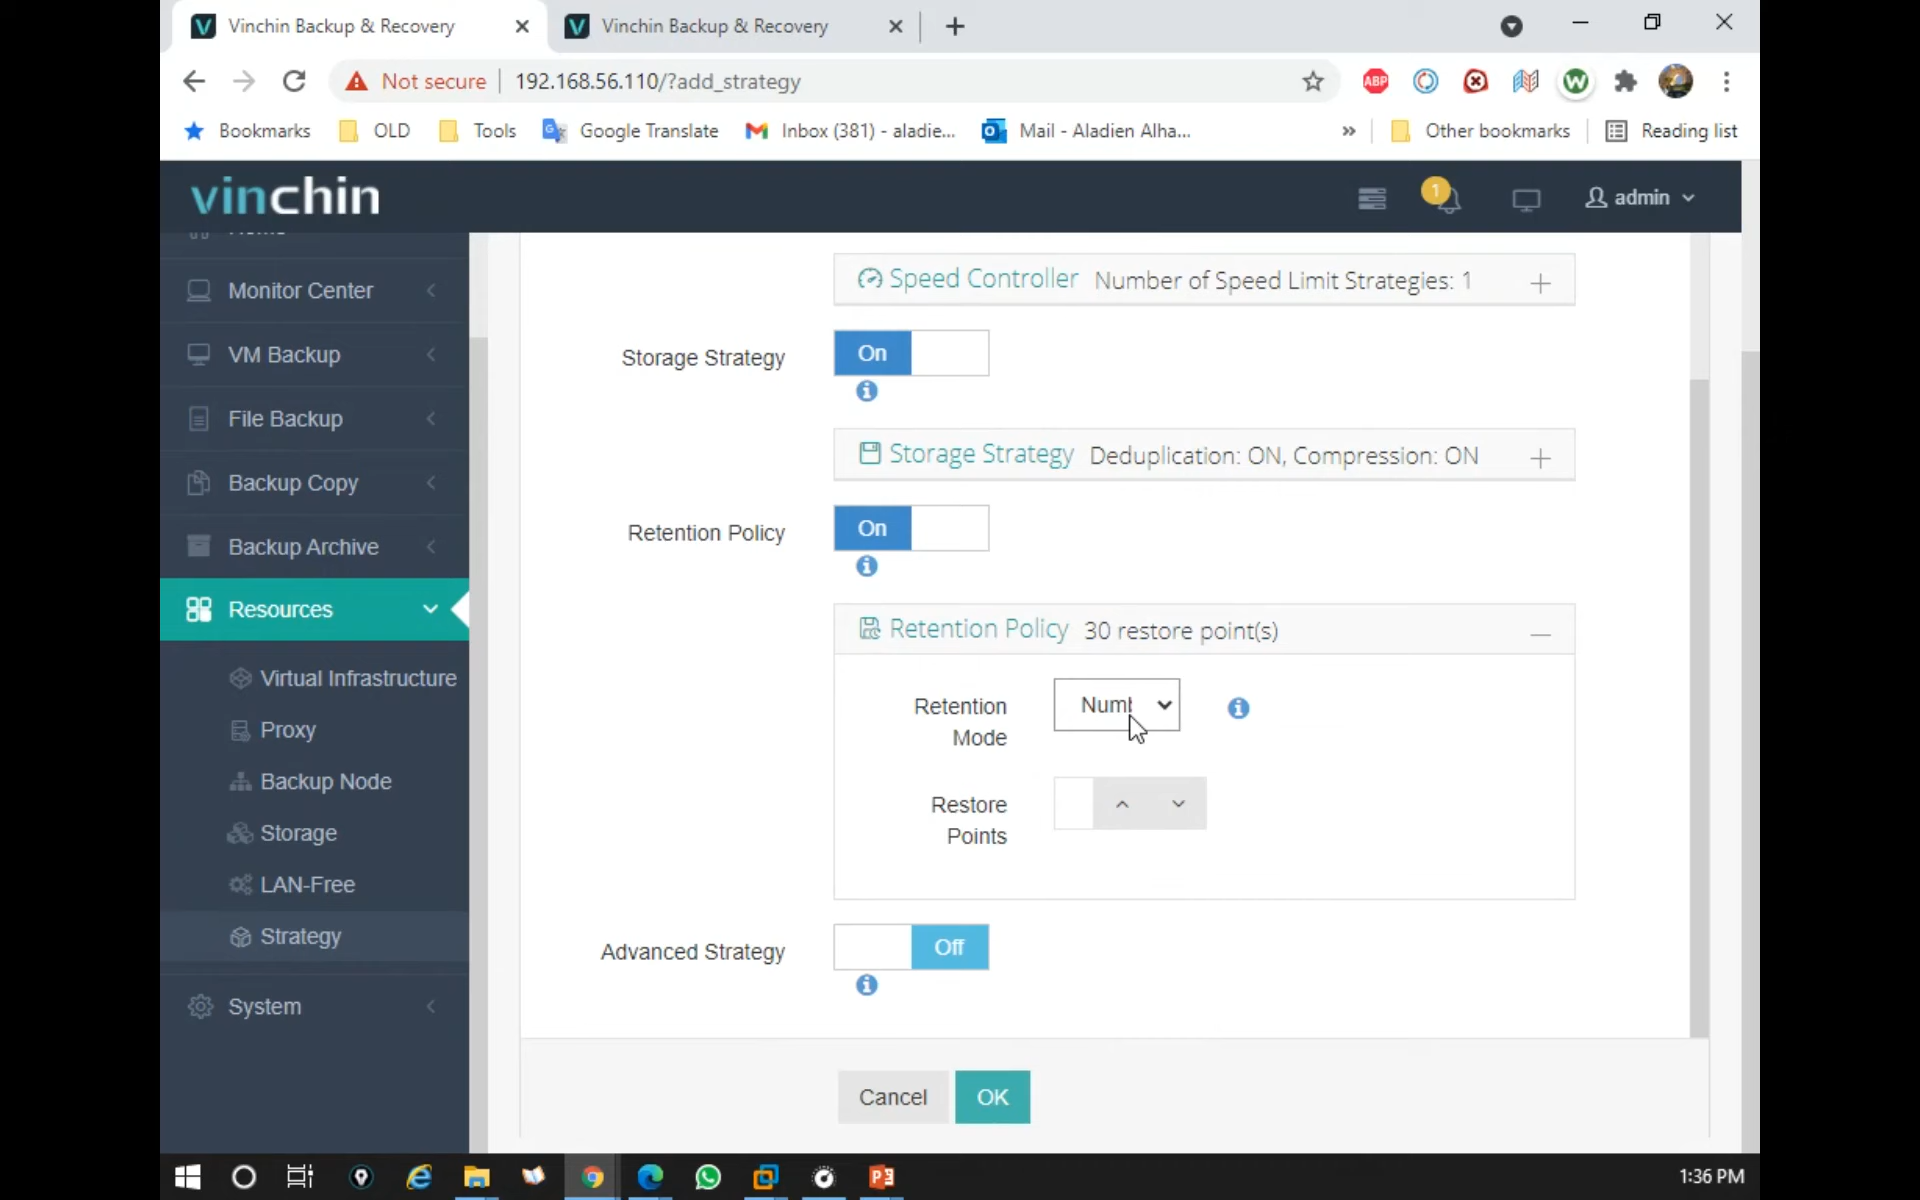 Vinchin Backup & Recovery
Vinchin Backup & Recovery
Not secure
192.168.56.110/?add_strategy
ABP
W
Bookmarks
OLD
Tools
Google Translate
Inbox (381) - aladie...
Mail - Aladien Alha...
»
Other bookmarks
Reading list
vinchin
1
admin
Monitor Center
VM Backup
File Backup
Backup Copy
Backup Archive
Resources
Virtual Infrastructure
Proxy
Backup Node
Storage
LAN-Free
Strategy
System
Speed Controller Number of Speed Limit Strategies: 1
Storage Strategy On
Storage Strategy Deduplication: ON, Compression: ON
Retention Policy On
Retention Policy 30 restore point(s)
Retention
Mode
Restore
Points
Advanced Strategy Off
Cancel OK
1:36 PM